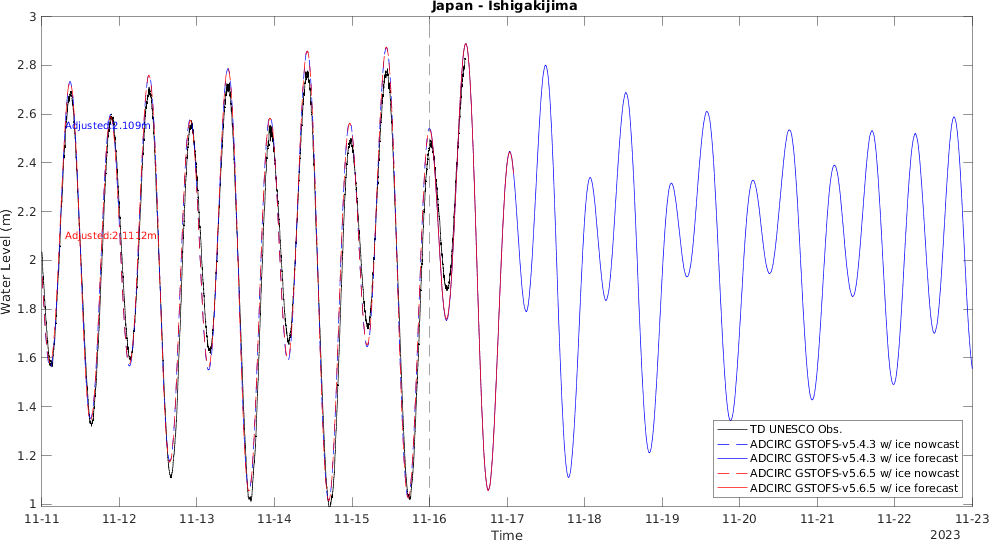 Japan - Ishigakijima
3
2.8
2.6
2.4
2.2
2
1.8
1.6
1.4
1.2
1
Water Level (m)
Adjusted:2.109m
Adjusted:2.1112m
TD UNESCO Obs.
ADCIRC GSTOFS-v5.4.3 w/ ice nowcast
ADCIRC GSTOFS-v5.4.3 w/ ice forecast
ADCIRC GSTOFS-v5.6.5 w/ ice nowcast
ADCIRC GSTOFS-v5.6.5 w/ ice forecast
11-11 11-12 11-13 11-14 11-15 11-16 11-17 11-18 11-19 11-20 11-21 11-22 11-23
Time
2023